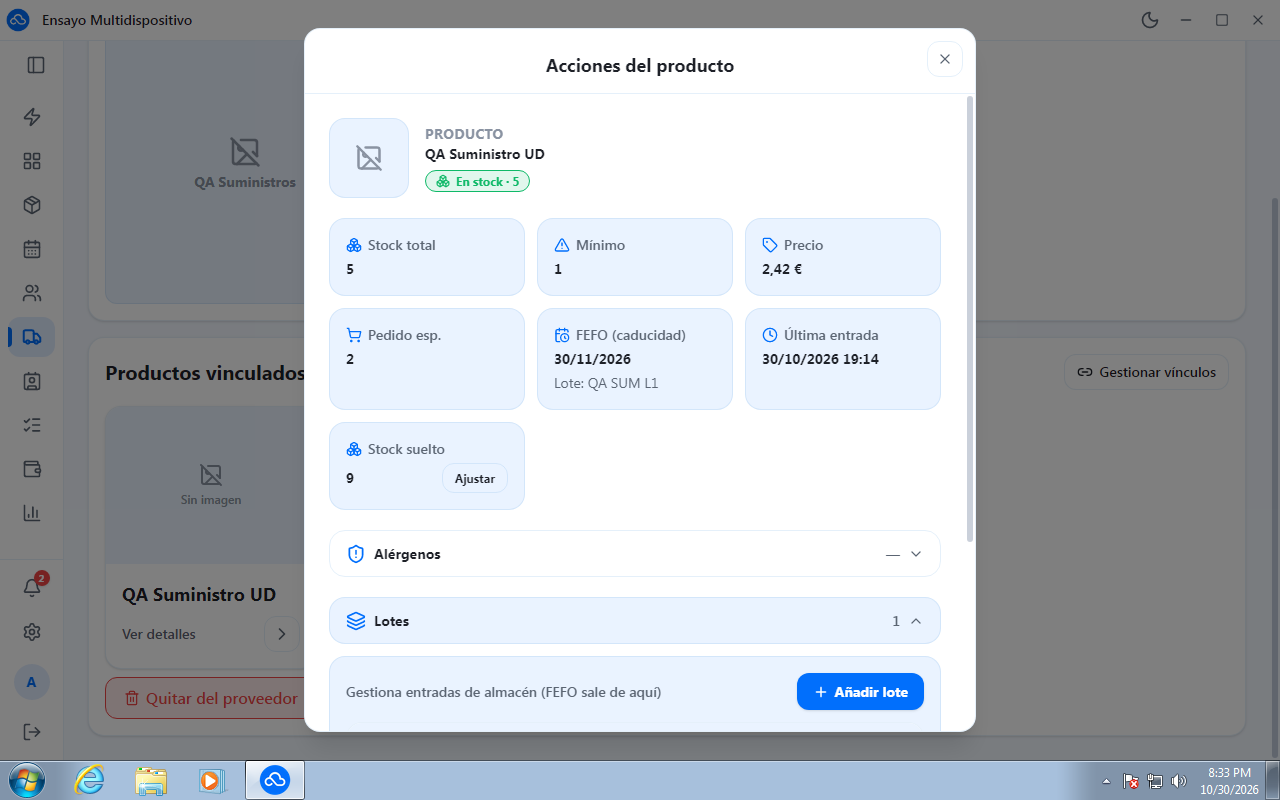 Ensayo Multidispositivo
Acciones del producto
QA Suministros
PRODUCTO
QA Suministro UD
En stock · 5
Stock total
5
Mínimo
1
Precio
2,42 €
Pedido esp.
2
FEFO (caducidad)
30/11/2026
Lote: QA SUM L1
Última entrada
30/10/2026 19:14
Stock suelto
9
Ajustar
Alérgenos
—
Lotes
1
Gestiona entradas de almacén (FEFO sale de aquí)
Añadir lote
Productos vinculados
Gestionar vínculos
Sin imagen
QA Suministro UD
Ver detalles
Quitar del proveedor
2
A
8:33 PM
10/30/2026